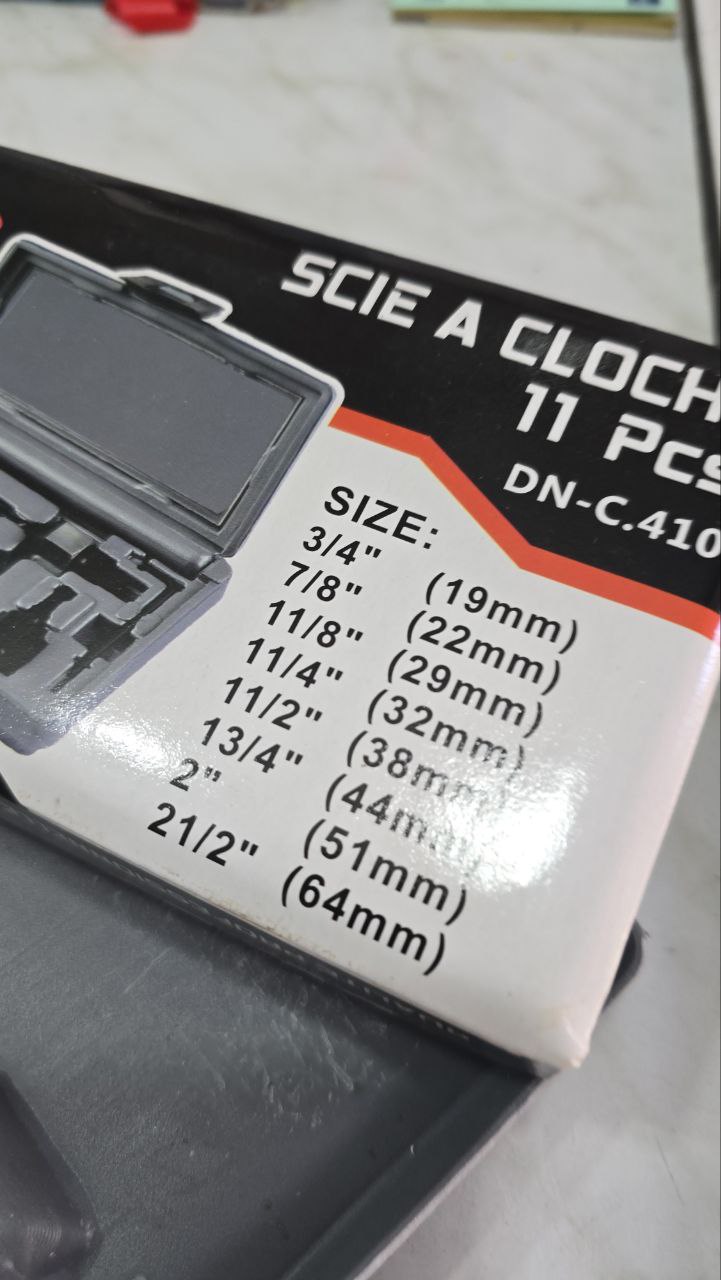 SCIE A CLOCH
11 Pcs
DN-C.410
SIZE:
3/4" (19mm)
7/8" (22mm)
11/8" (29mm)
11/4" (32mm)
11/2" (38mm)
13/4" (44mm)
2" (51mm)
21/2" (64mm)